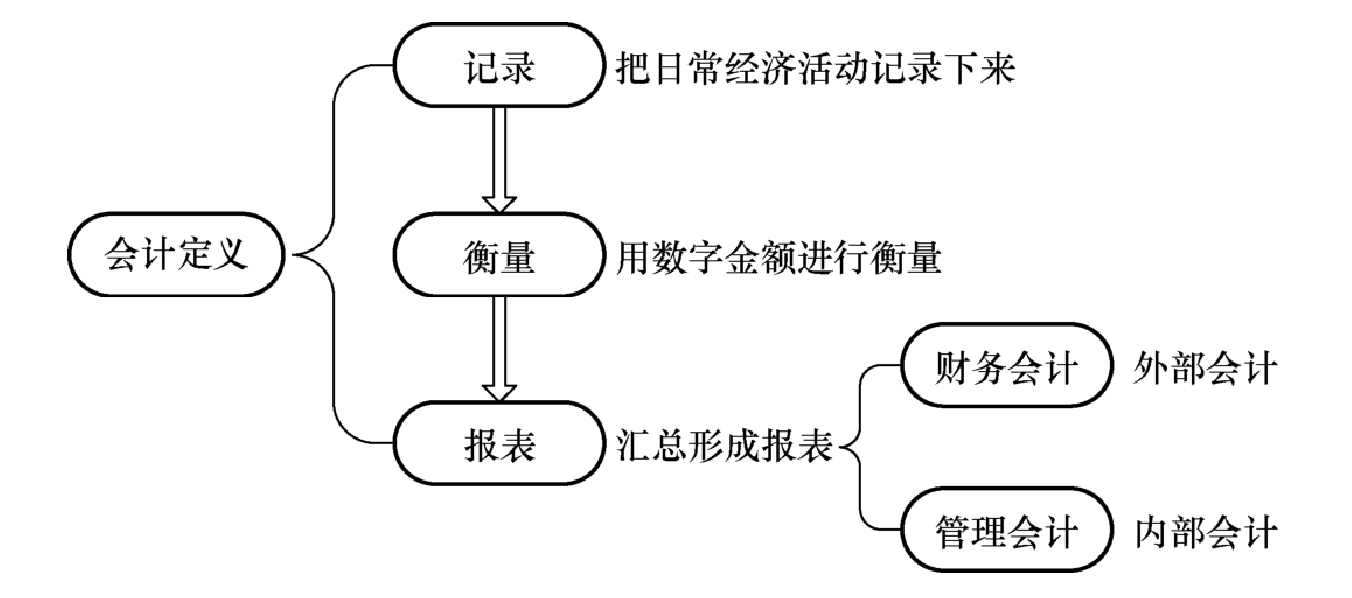 记录 把日常经济活动记录下来
会计定义
衡量 用数字金额进行衡量
财务会计 外部会计
报表 汇总形成报表
管理会计 内部会计